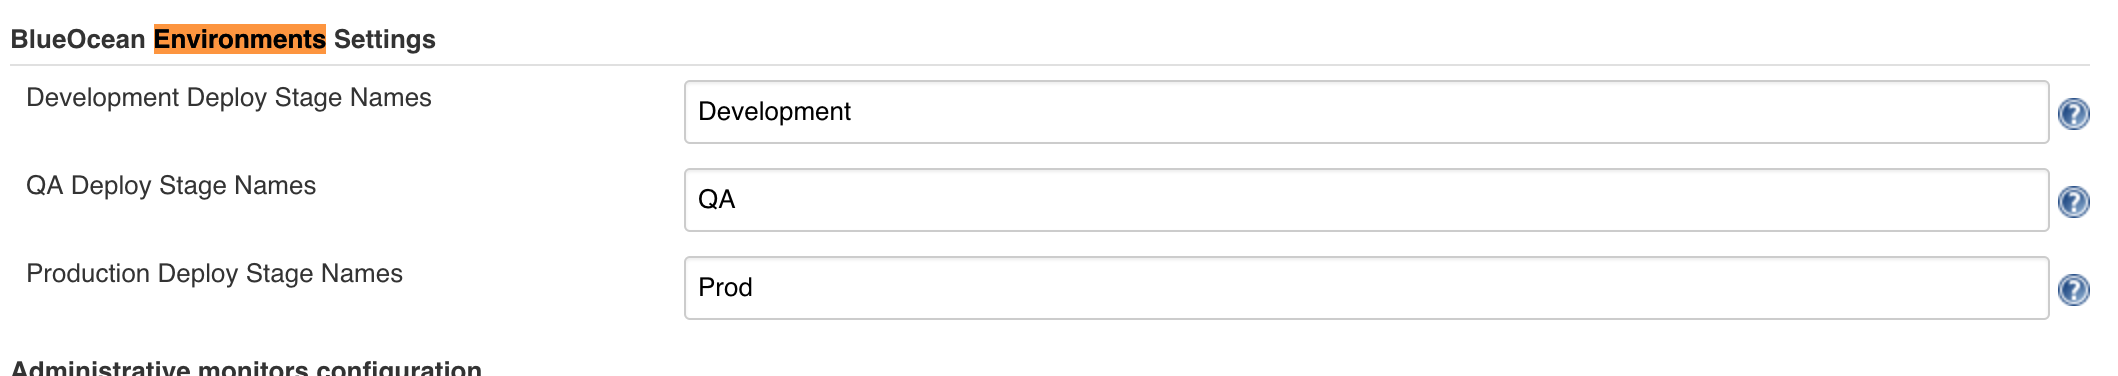 BlueOcean Environments Settings
Development Deploy Stage Names
Development
QA Deploy Stage Names
QA
Production Deploy Stage Names
Prod
Administrative monitors configuration